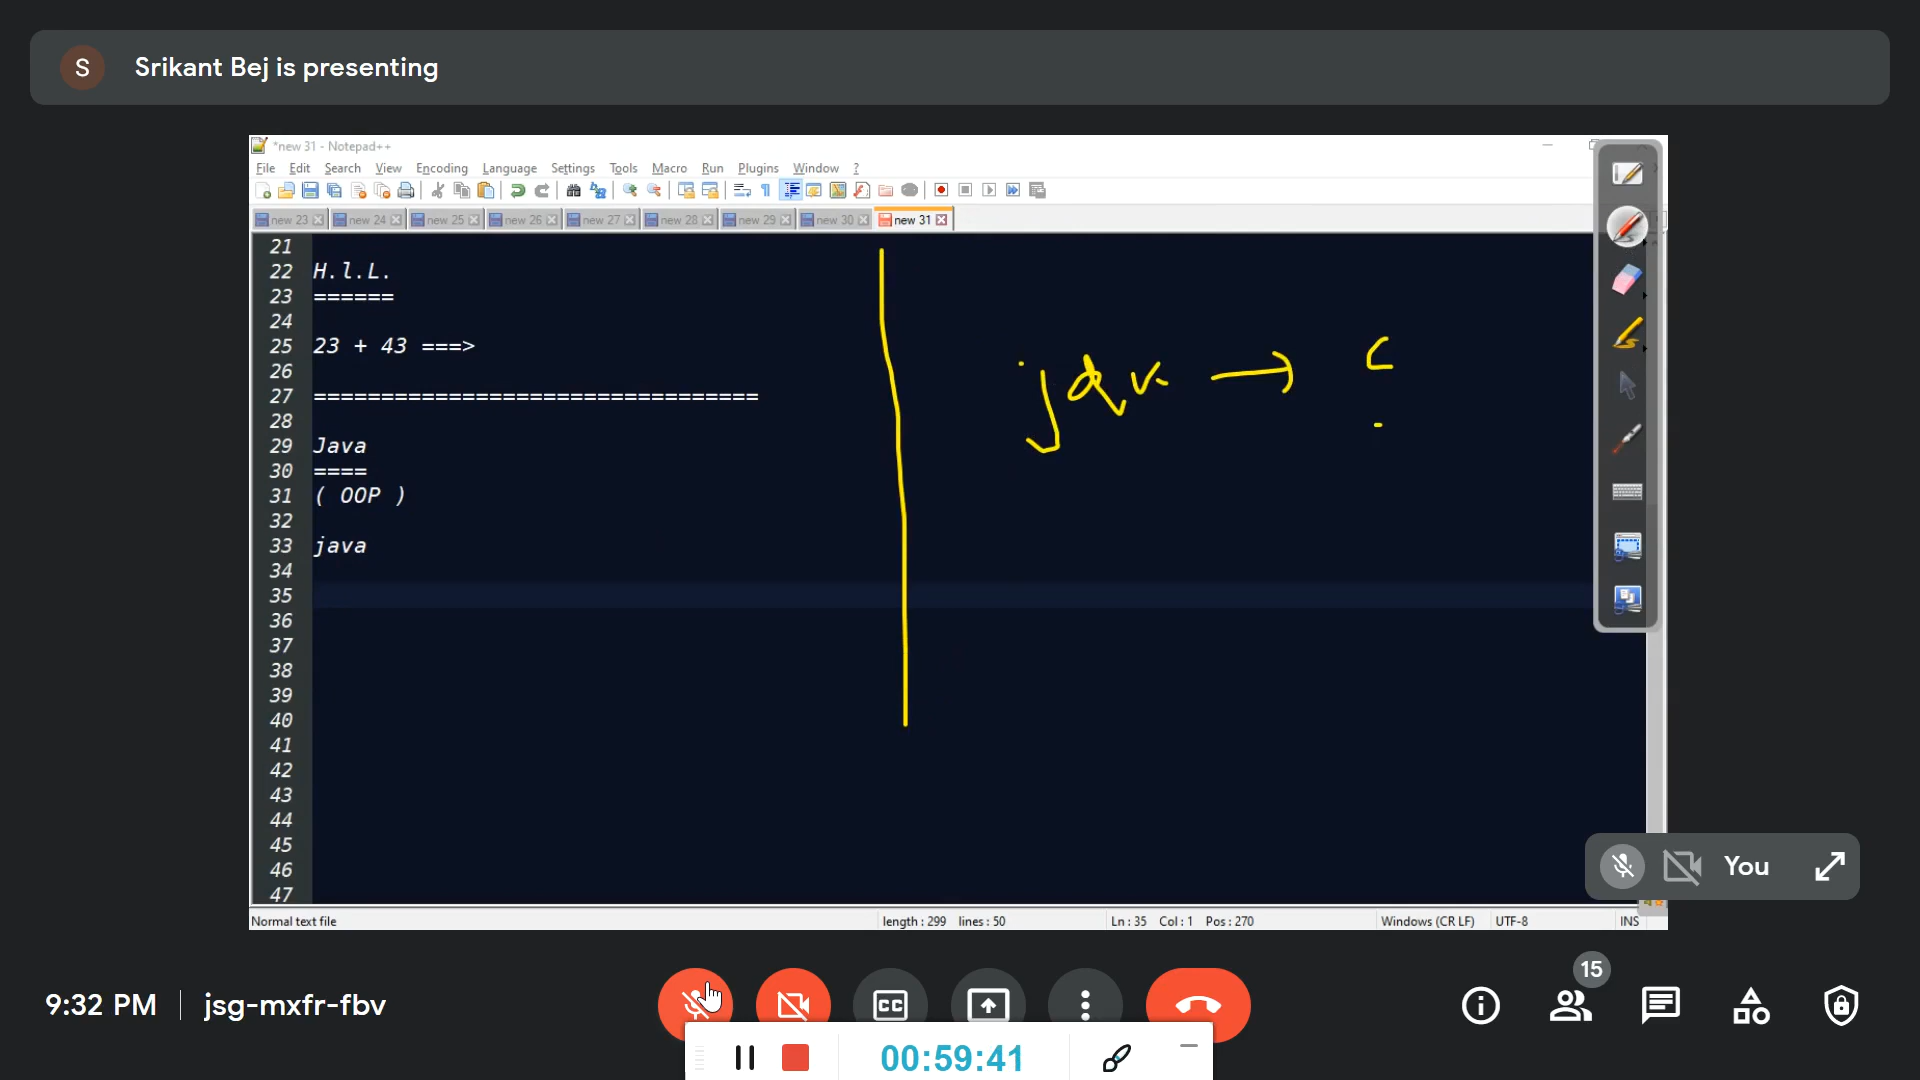 S Srikant Bej is presenting
*new 31 - Notepad++
File Edit Search View Encoding Language Settings Tools Macro Run Plugins Window ?
new 23 new 24 new 25 new 26 new 27 new 28 new 29 new 30 new 31
21
22 H.l.L.
23 ======
24
25 23 + 43 ===>
26
27 =================================
28
29 Java
30 ====
31 ( OOP )
32
33 java
34
35
36
37
38
39
40
41
42
43
44
45
46
47
jdk →
Normal text file length : 299 lines : 50 Ln : 35 Col : 1 Pos : 270 Windows (CR LF) UTF-8 INS
You
9:32 PM jsg-mxfr-fbv
CC
15
00:59:41